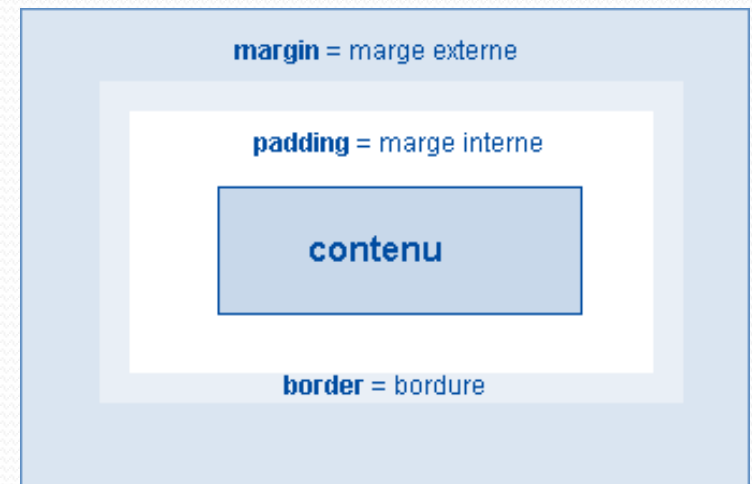 margin = marge externe
padding = marge interne
contenu
border = bordure